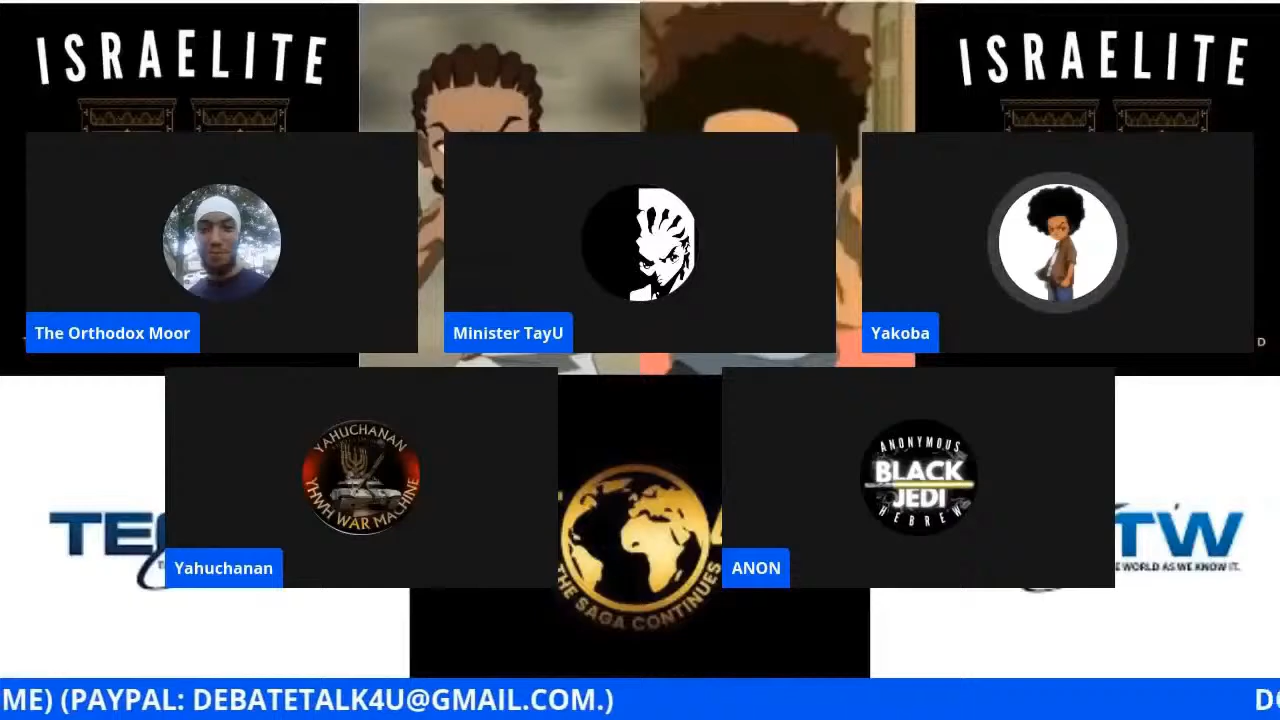 ISRAELITE
ISRAELITE
The Orthodox Moor
Minister TayU
Yakoba
D
YAHUCHANAN
YHWH WAR MACHINE
ANONYMOUS
BLACK
JEDI
HEBREW
TE
TW
E WORLD AS WE KNOW IT.
Yahuchanan
ANON
THE SAGA CONTINUES
ME) (PAYPAL: DEBATETALK4U@GMAIL.COM.)
D